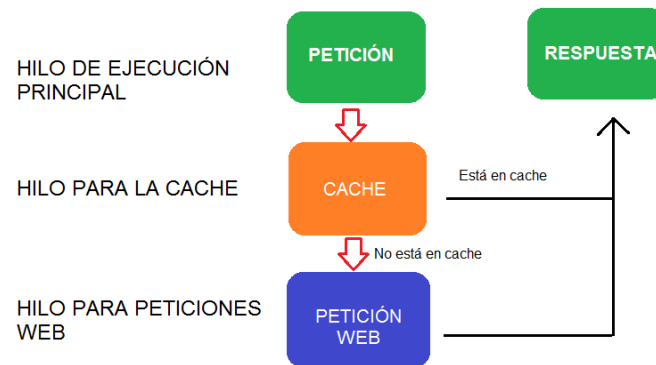 HILO DE EJECUCIÓN
PRINCIPAL
PETICIÓN
RESPUESTA
HILO PARA LA CACHE
CACHE
Está en cache
No está en cache
HILO PARA PETICIONES
WEB
PETICIÓN
WEB